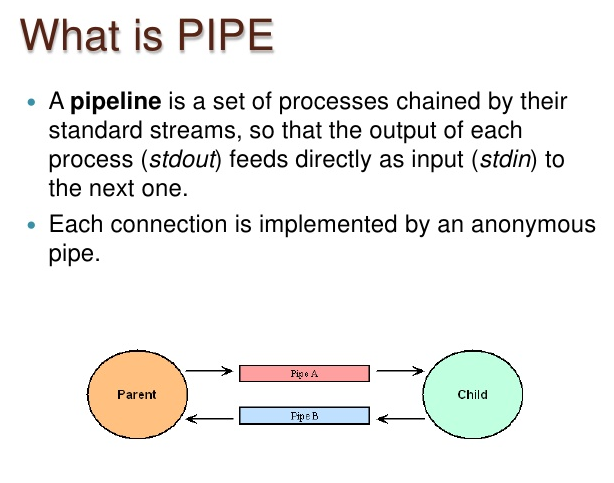 What is PIPE
• A pipeline is a set of processes chained by their
standard streams, so that the output of each
process (stdout) feeds directly as input (stdin) to
the next one.
• Each connection is implemented by an anonymous
pipe.
Parent
Pipe A
Pipe B
Child